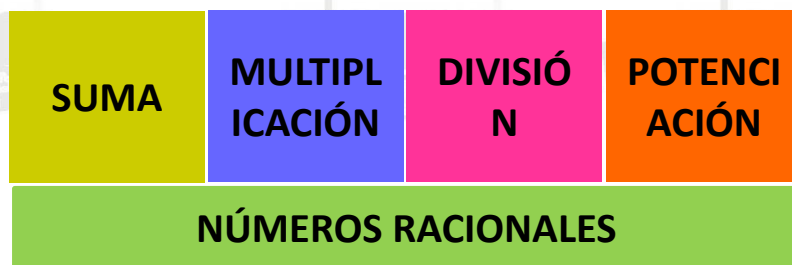 SUMA
MULTIPL
ICACIÓN
DIVISIÓ
N
POTENCI
ACIÓN
NÚMEROS RACIONALES